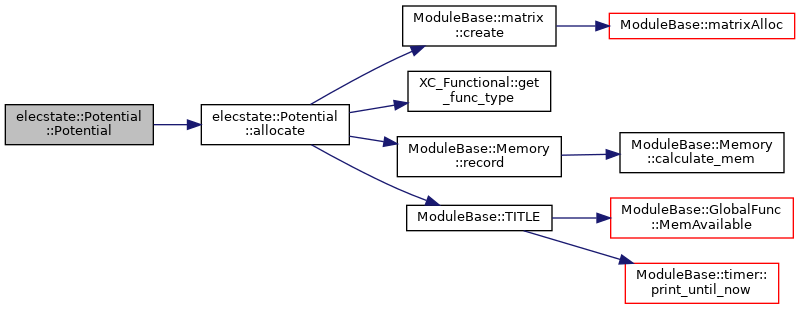 elecstate::Potential
::Potential
elecstate::Potential
::allocate
ModuleBase::matrix
::create
ModuleBase::matrixAlloc
XC_Functional::get
_func_type
ModuleBase::Memory
::record
ModuleBase::Memory
::calculate_mem
ModuleBase::TITLE
ModuleBase::GlobalFunc
::MemAvailable
ModuleBase::timer::
print_until_now